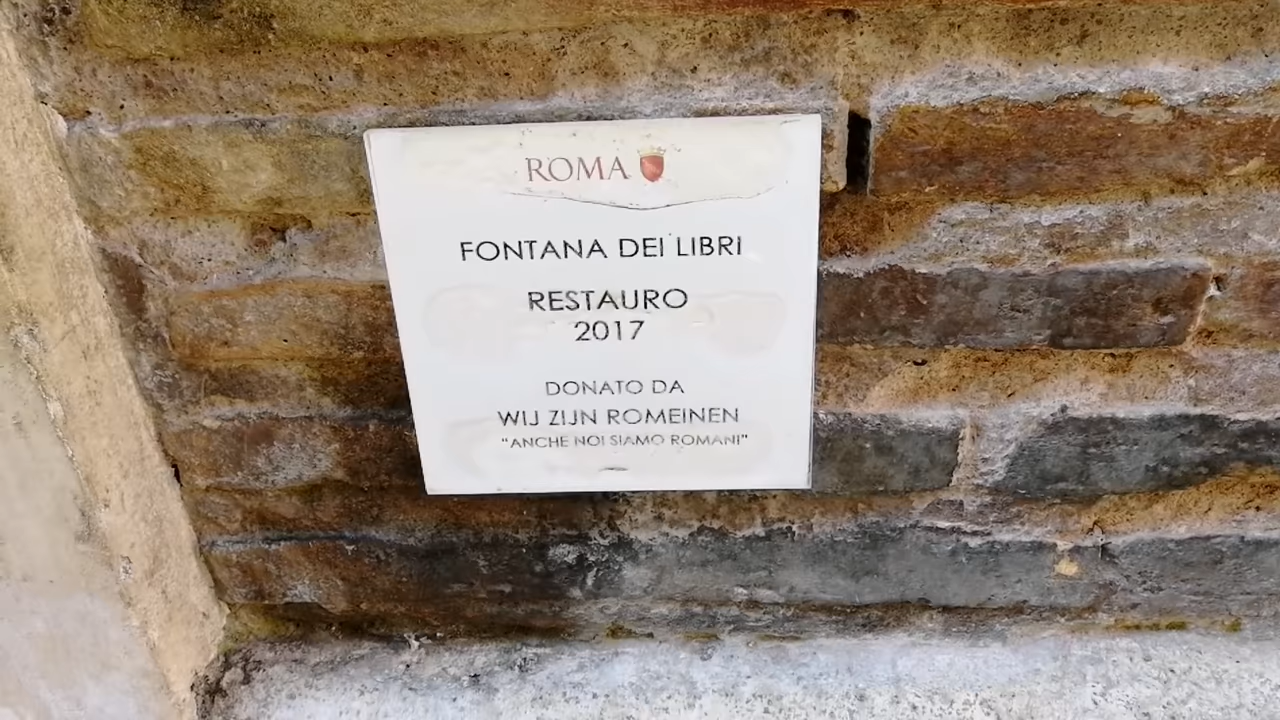 ROMA
FONTANA DEI LIBRI
RESTAURO
2017
DONATO DA
WIJ ZIJN ROMEINEN
"ANCHE NOI SIAMO ROMANI"